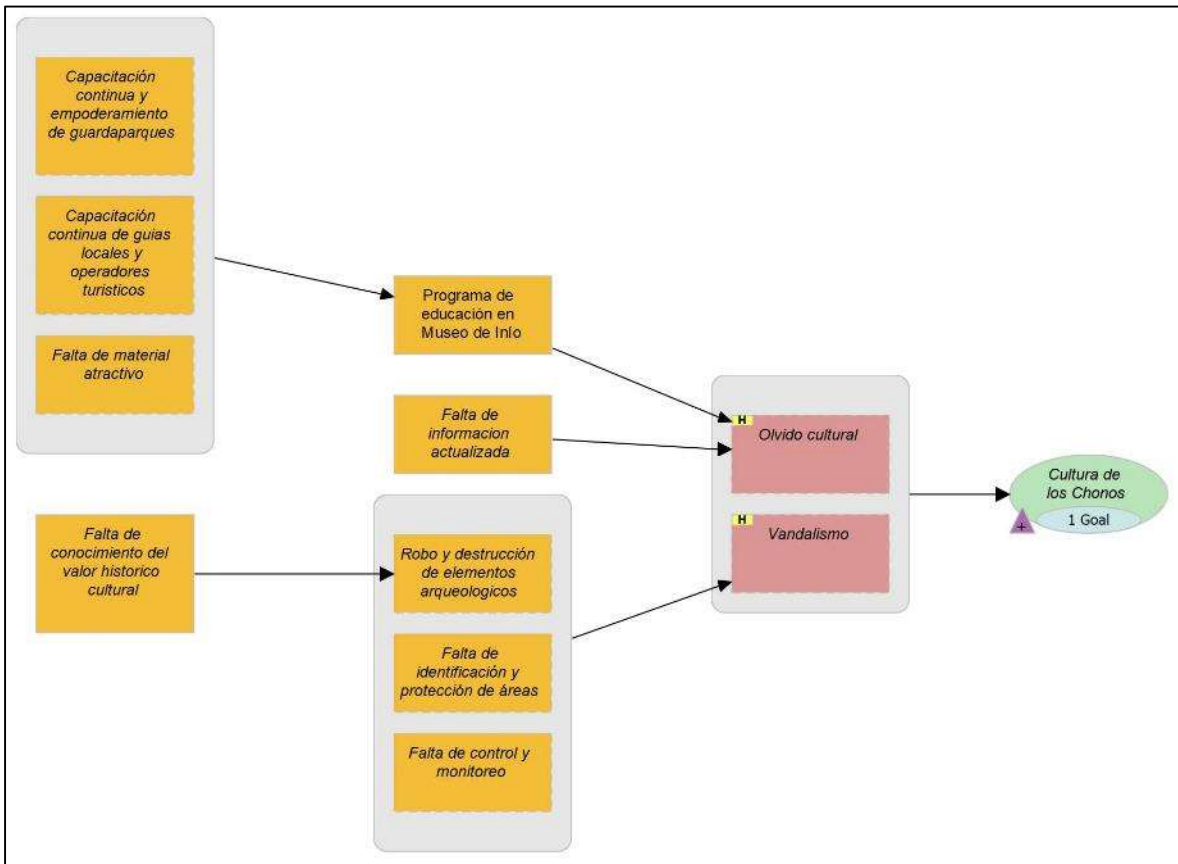 Capacitación
continua y
empoderamiento
de guardaparques
Capacitación
continua de guias
locales y
operadores
turisticos
Falta de material
atractivo
Falta de
conocimiento del
valor historico
cultural
Programa de
educación en
Museo de Inío
Falta de
informacion
actualizada
Robo y destrucción
de elementos
arqueologicos
Falta de
identificación y
protección de áreas
Falta de control y
monitoreo
H
Olvido cultural
H
Vandalismo
Cultura de
los Chonos
+
1 Goal